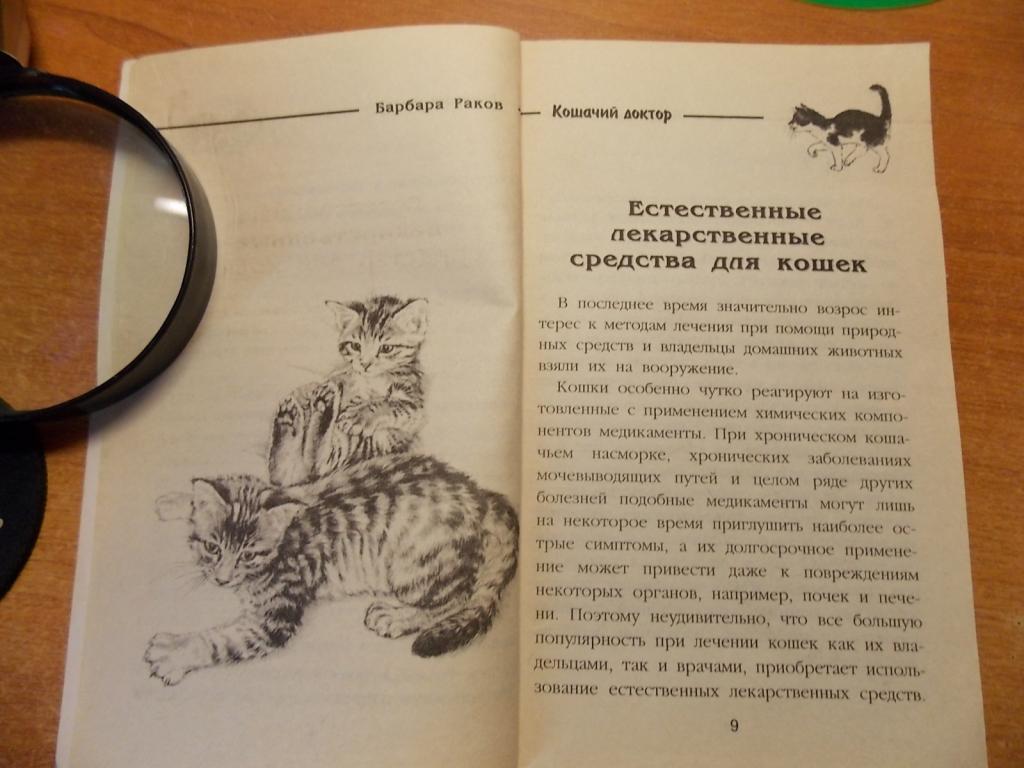 Барбара Раков
Кошачий доктор
Естественные
лекарственные
средства для кошек
В последнее время значительно возрос ин-
терес к методам лечения при помощи природ-
ных средств и владельцы домашних животных
взяли их на вооружение.
Кошки особенно чутко реагируют на изго-
товленные с применением химических компо-
нентов медикаменты. При хроническом коша-
чьем насморке, хронических заболеваниях
мочевыводящих путей и целом ряде других
болезней подобные медикаменты могут лишь
на некоторое время приглушить наиболее ос-
трые симптомы, а их долгосрочное примене-
ние может привести даже к повреждениям
некоторых органов, например, почек и пече-
ни. Поэтому неудивительно, что все большую
популярность при лечении кошек как их вла-
дельцами, так и врачами, приобретает исполь-
зование естественных лекарственных средств.
9